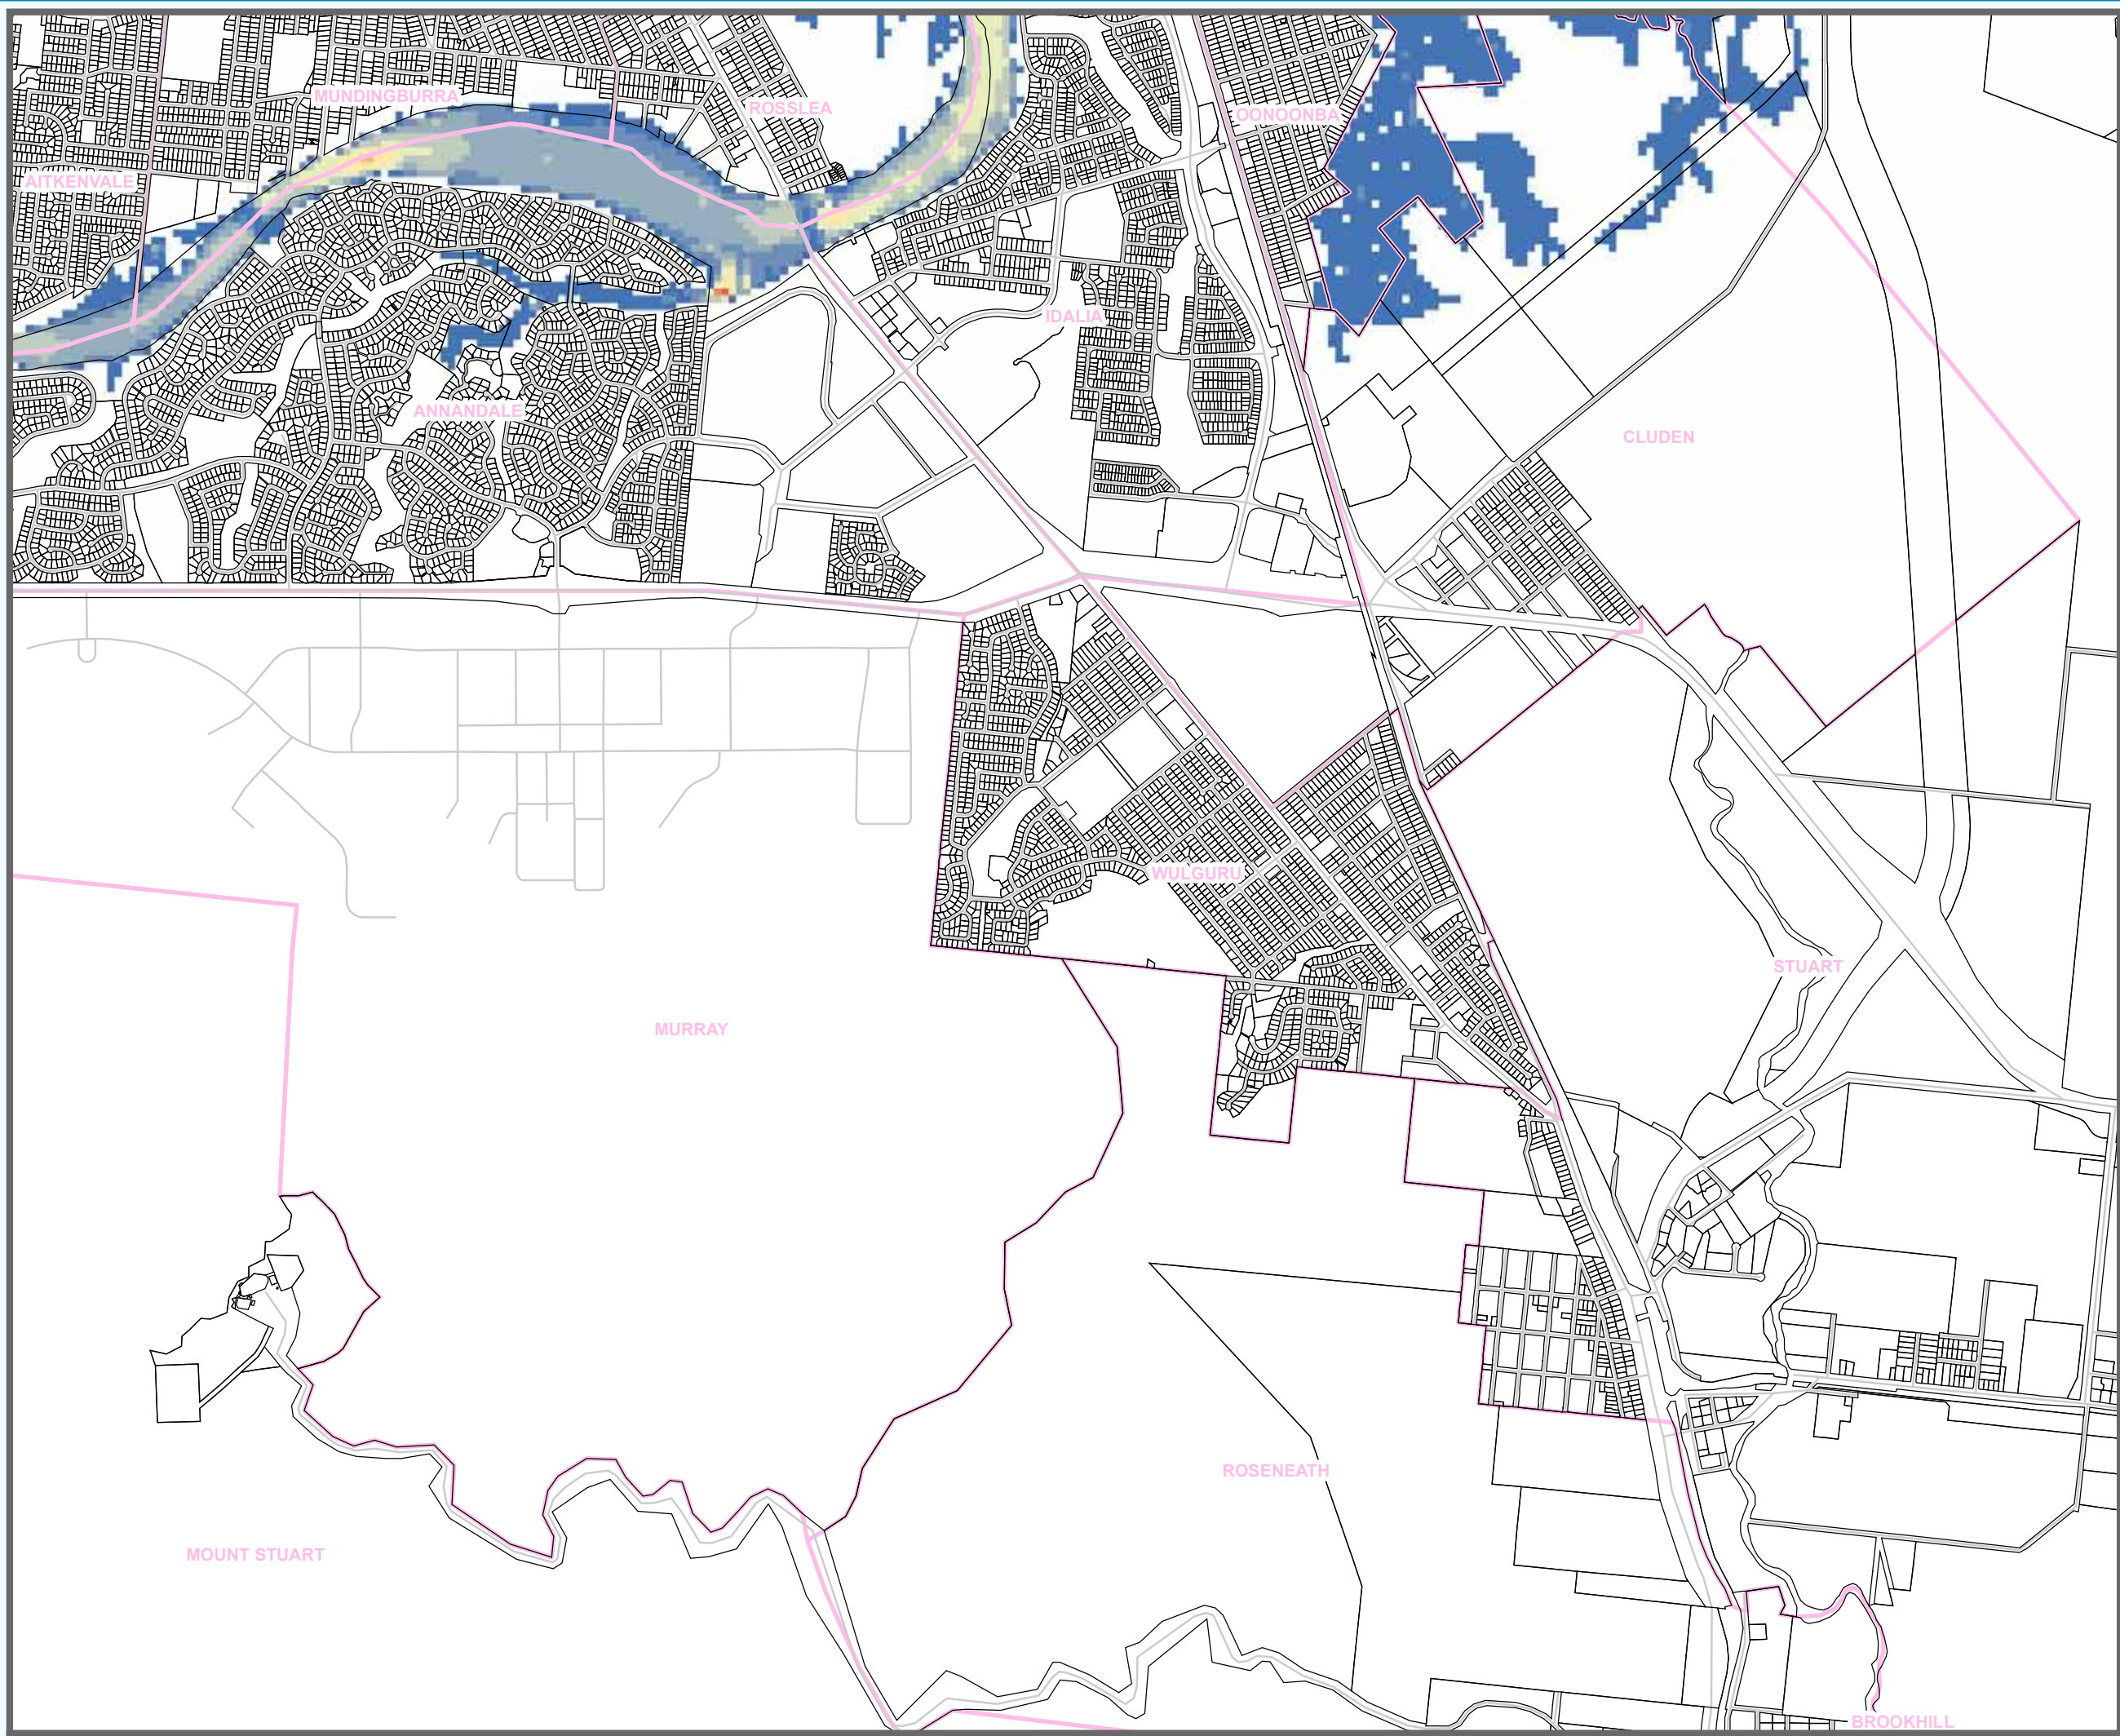 MUNDINGBURRA
ROSSLEA
OONOONBA
AITKENVALE
IDALIA
ANNANDALE
CLUDEN
WULGURU
STUART
MURRAY
ROSENEATH
MOUNT STUART
BROOKHILL